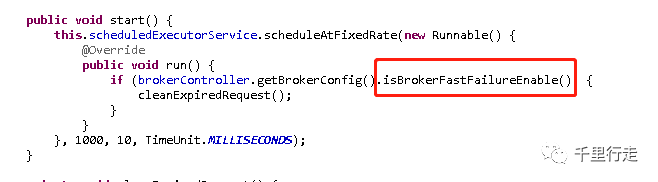 public void start() {
this.scheduledExecutorService.scheduleAtFixedRate(new Runnable() {
@Override
public void run() {
if (brokerController.getBrokerConfig().isBrokerFastFailureEnable() {
cleanExpiredRequest();
}
}
}, 1000, 10, TimeUnit.MILLISECONDS);
}
千里行走